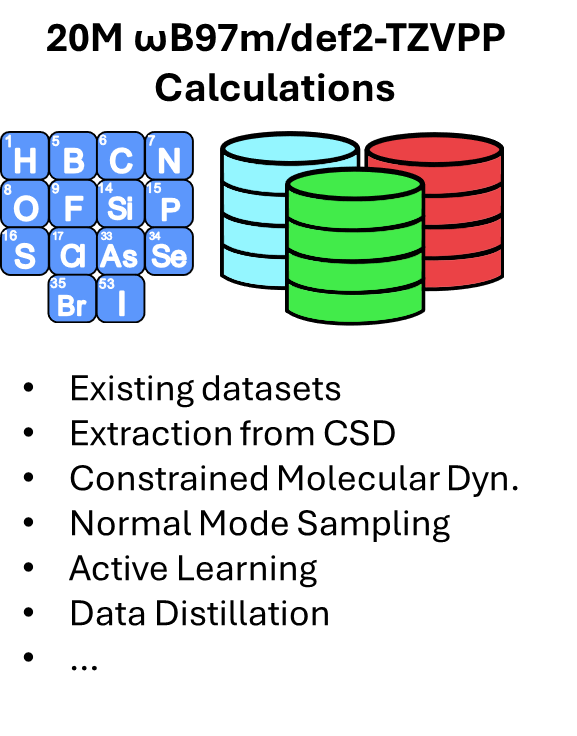 20M ωB97m/def2-TZVPP
Calculations
1 H 5 B 6 C 7 N
8 O 9 F 14 Si 15 P
16 S 17 Cl 33 As 34 Se
35 Br 53 I
• Existing datasets
• Extraction from CSD
• Constrained Molecular Dyn.
• Normal Mode Sampling
• Active Learning
• Data Distillation
• ...